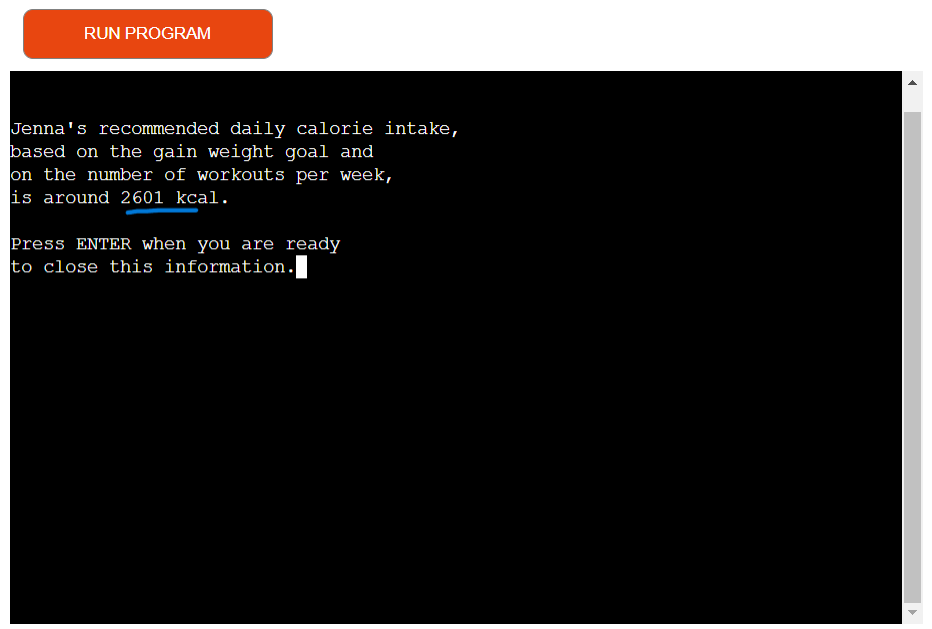 RUN PROGRAM
Jenna's recommended daily calorie intake,
based on the gain weight goal and
on the number of workouts per week,
is around 2601 kcal.
Press ENTER when you are ready
to close this information.